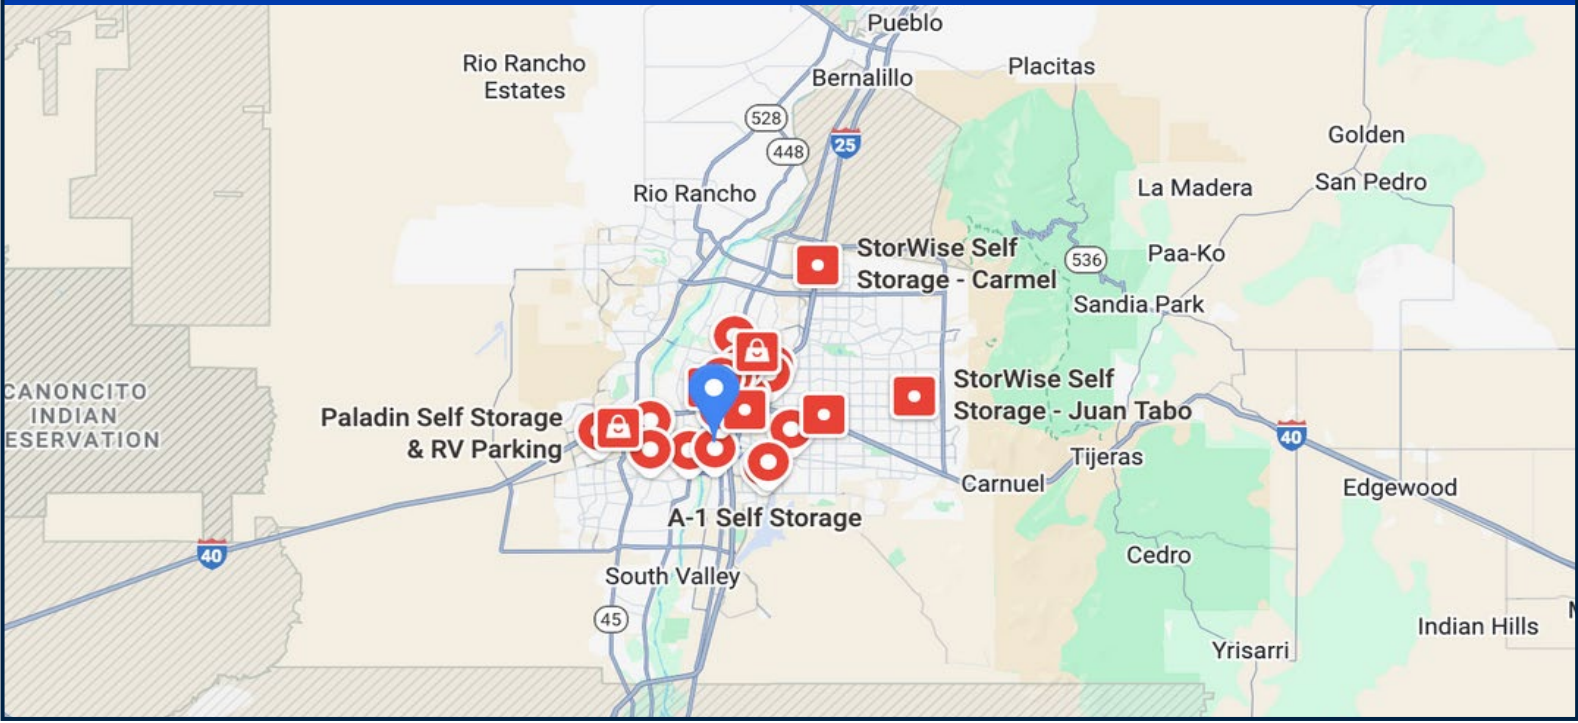 Pueblo
Rio Rancho
Estates
Bernalillo
Placitas
528
25
448
Golden
Rio Rancho
La Madera
San Pedro
StorWise Self
Storage - Carmel
536
Paa-Ko
Sandia Park
CANONCITO
INDIAN
ESERVATION
StorWise Self
Storage - Juan Tabo
Paladin Self Storage
& RV Parking
40
Tijeras
Carnuel
Edgewood
A-1 Self Storage
40
Cedro
South Valley
45
Indian Hills
Yrisarri